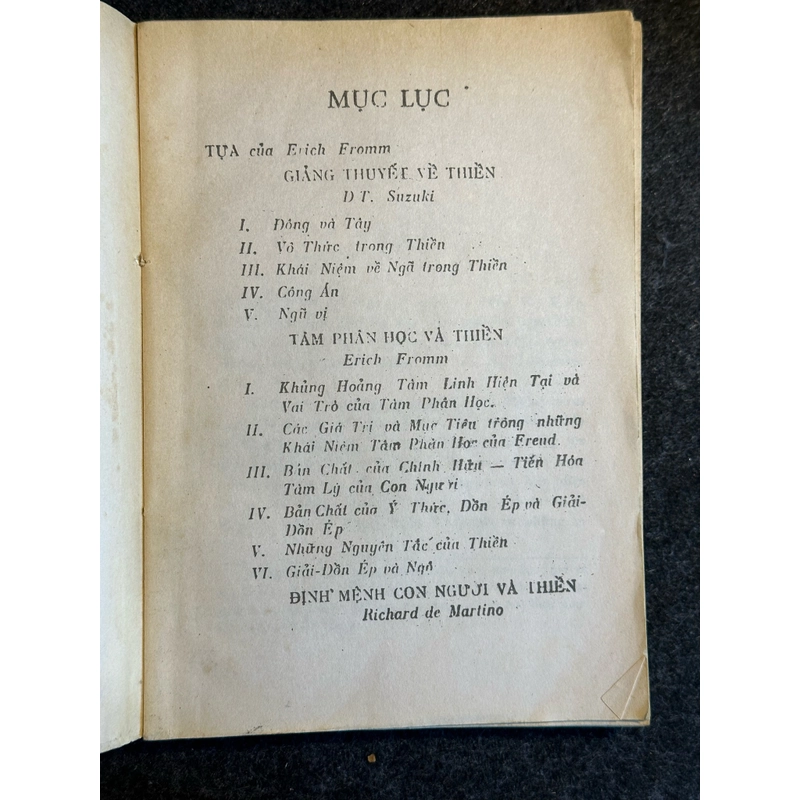 MỤC LỤC
TỰA của Erich Fromm
GIẢNG THUYẾT VỀ THIỀN
D T. Suzuki
I. Đông và Tây
II. Vô Thức trong Thiền
III. Khái Niệm về Ngã trong Thiền
IV. Công Án
V. Ngũ vị
TÂM PHÂN HỌC VÀ THIỀN
Erich Fromm
I. Khủng Hoảng Tâm Linh Hiện Tại và
Vai Trò của Tâm Phân Học.
II. Các Giá Trị và Mục Tiêu trong những
Khái Niệm Tâm Phân Học của Freud.
III. Bản Chất của Chính Hữu — Tiến Hóa
Tâm Lý của Con Người
IV. Bản Chất của Ý Thức, Dồn Ép và Giải-
Dồn Ép
V. Những Nguyên Tắc của Thiền
VI. Giải-Dồn Ép và Ngộ
ĐỊNH MỆNH CON NGƯỜI VÀ THIỀN
Richard de Martino